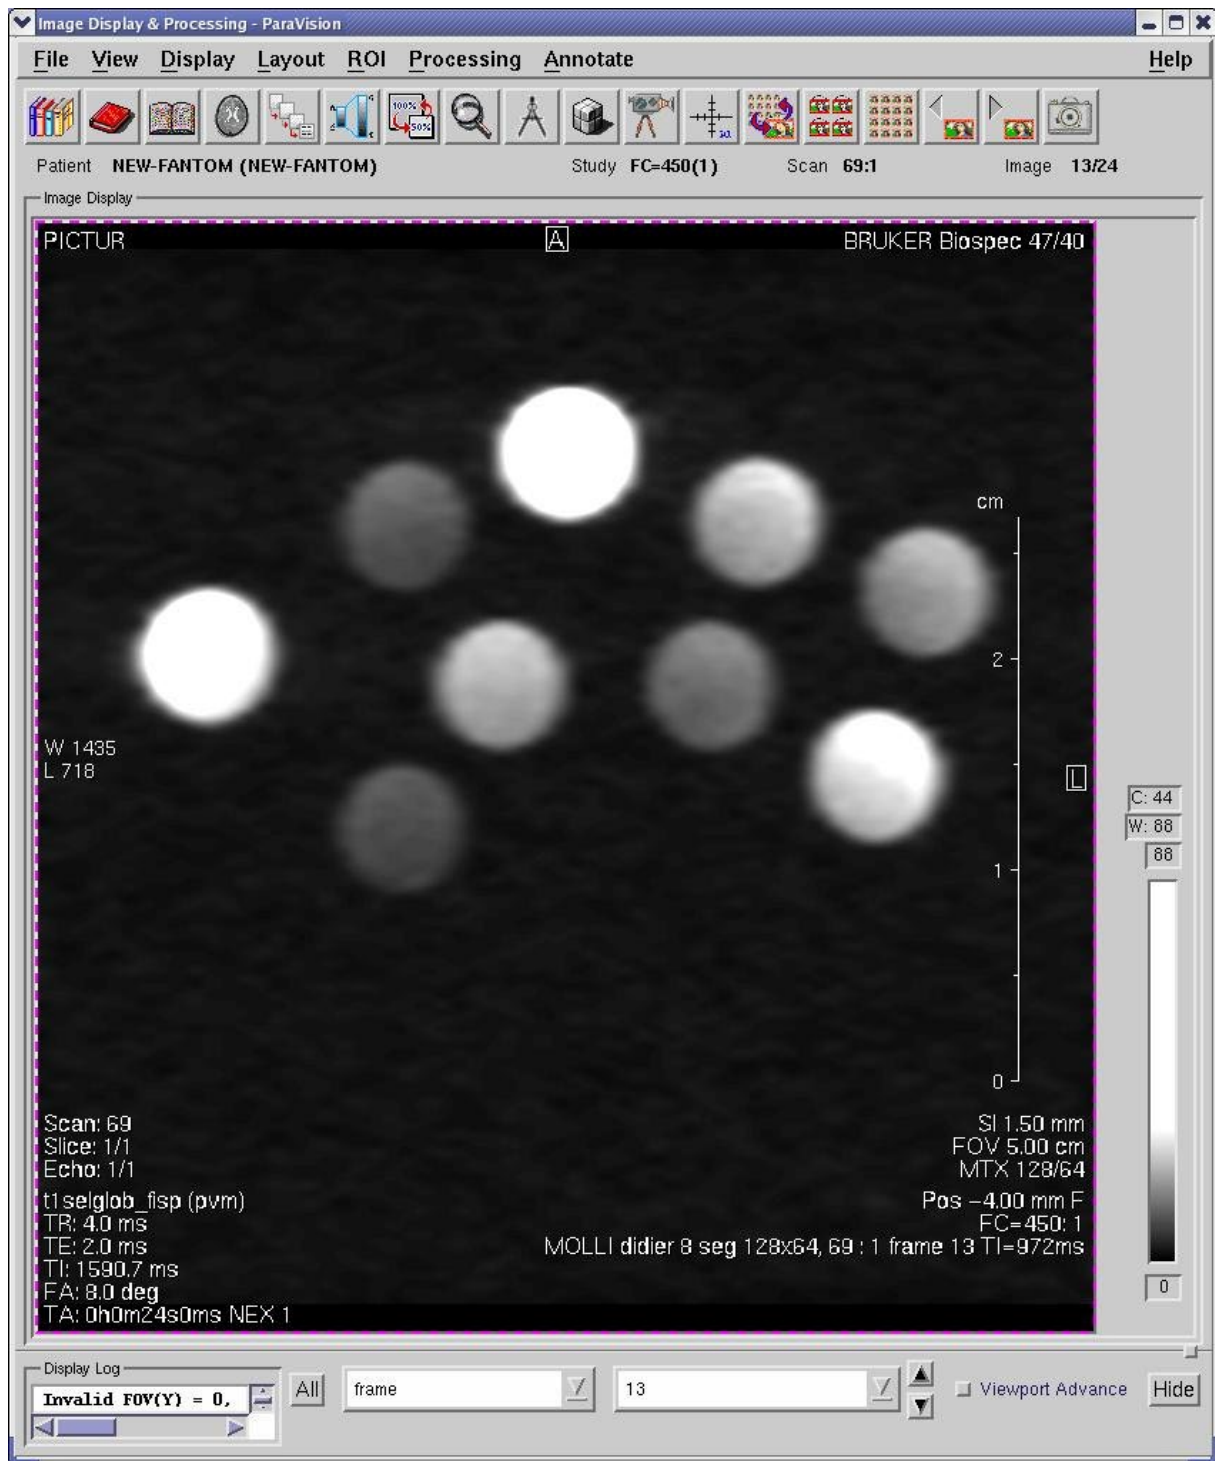 Image Display & Processing - ParaVision
File View Display Layout ROI Processing Annotate Help
100% 50%
Patient NEW-FANTOM (NEW-FANTOM) Study FC=450(1) Scan 69:1 Image 13/24
Image Display
PICTUR A BRUKER Biospec 47/40
cm
2
W 1435
L 718
L
C: 44
W: 88
88
1
0
Scan: 69 SI 1.50 mm
Slice: 1/1 FOV 5.00 cm
Echo: 1/1 MTX 128/64
t1selglob_fisp (pvm) Pos -4.00 mm F
TR: 4.0 ms FC=450: 1
TE: 2.0 ms MOLLI didier 8 seg 128x64, 69 : 1 frame 13 TI=972ms
TI: 1590.7 ms
FA: 8.0 deg 0
TA: 0h0m24s0ms NEX 1
Display Log
Invalid FOV(Y) = 0, All frame 13 Viewport Advance Hide